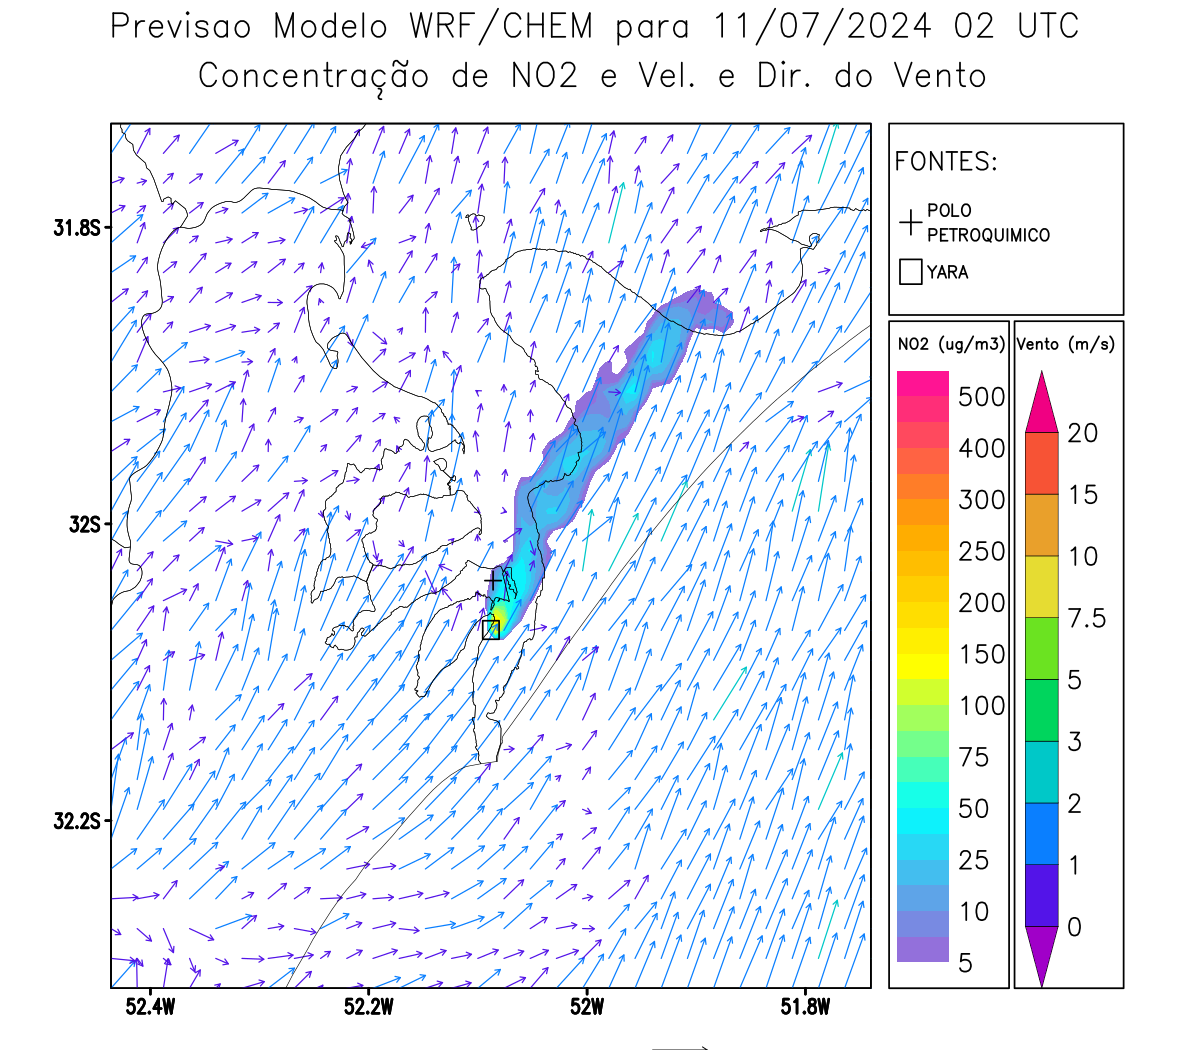 Previsao Modelo WRF/CHEM para 11/07/2024 02 UTC
Concentração de NO2 e Vel. e Dir. do Vento
FONTES:
POLO
PETROQUIMICO
YARA
NO2 (ug/m3)
500
400
300
250
200
150
100
75
50
25
10
5
Vento (m/s)
20
15
10
7.5
5
3
2
1
0
31.8S
32S
32.2S
52.4W
52.2W
52W
51.8W